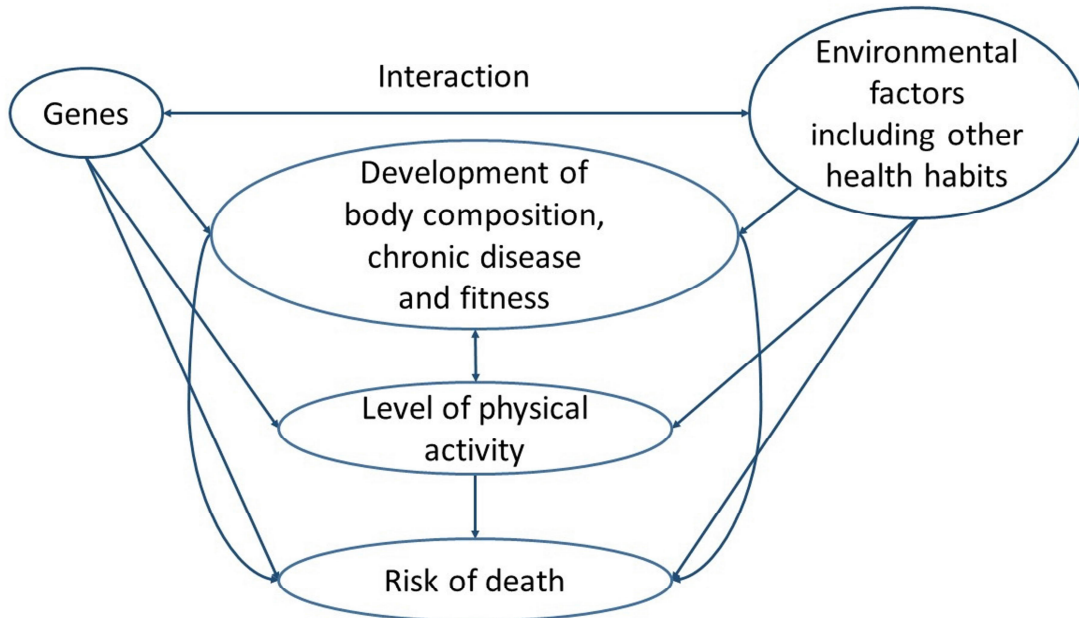 Interaction
Genes
Environmental
factors
including other
health habits
Development of
body composition,
chronic disease
and fitness
Level of physical
activity
Risk of death